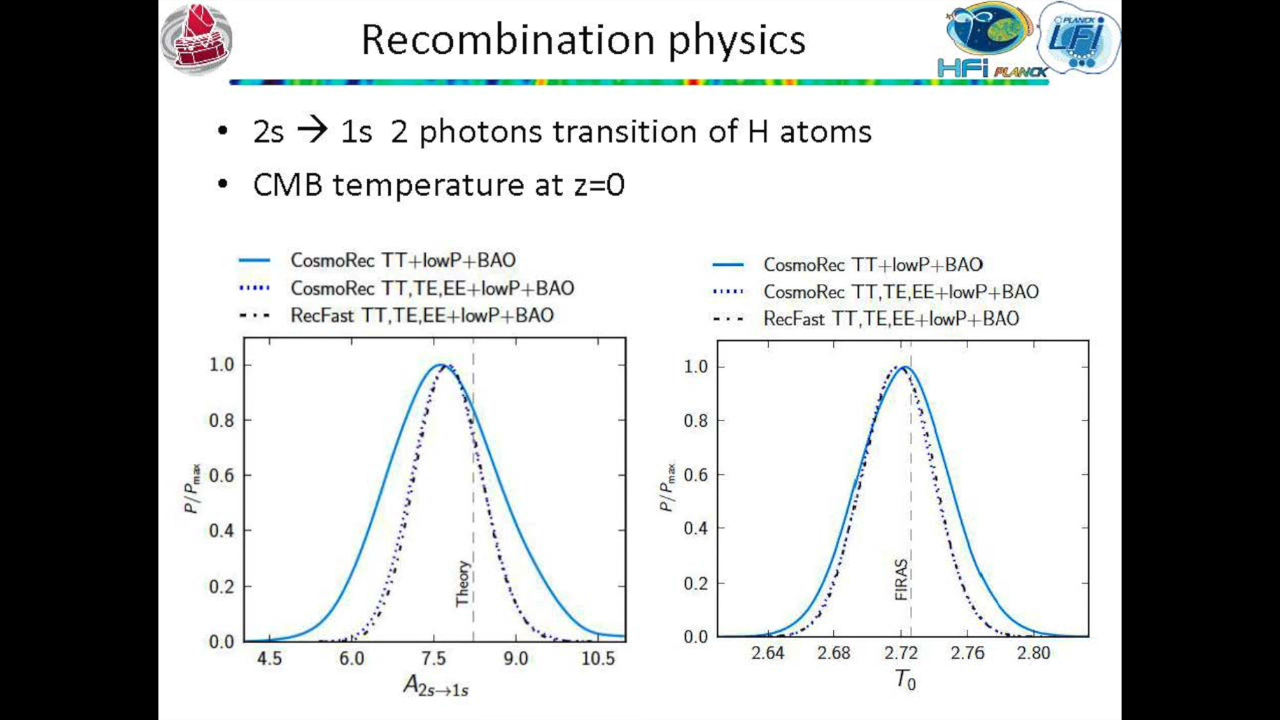 Recombination physics
HFi PLANCK
PLANCK
LFi
• 2s → 1s 2 photons transition of H atoms
• CMB temperature at z=0
CosmoRec TT+lowP+BAO
CosmoRec TT,TE,EE+lowP+BAO
RecFast TT,TE,EE+lowP+BAO
1.0
0.8
0.6
0.4
0.2
0.0
P/Pmax
Theory
4.5 6.0 7.5 9.0 10.5
A2s→1s
CosmoRec TT+lowP+BAO
CosmoRec TT,TE,EE+lowP+BAO
RecFast TT,TE,EE+lowP+BAO
1.0
0.8
0.6
0.4
0.2
0.0
P/Pmax
FIRAS
2.64 2.68 2.72 2.76 2.80
T0